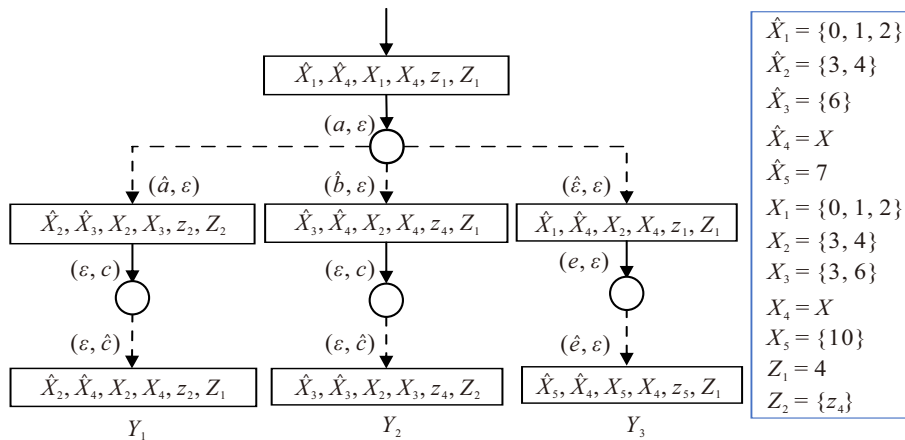 X̂₁, X̂₄, X₁, X₄, z₁, Z₁
(a, ε)
(â, ε)
(b̂, ε)
(ε̂, ε)
X̂₂, X̂₃, X₂, X₃, z₂, Z₂
X̂₃, X̂₄, X₂, X₄, z₄, Z₁
X̂₁, X̂₄, X₂, X₄, z₁, Z₁
(ε, c)
(ε, c)
(e, ε)
(ε, ĉ)
(ε, ĉ)
(ê, ε)
X̂₂, X̂₄, X₂, X₄, z₂, Z₁
X̂₃, X̂₃, X₂, X₃, z₄, Z₂
X̂₅, X̂₄, X₅, X₄, z₅, Z₁
Y₁
Y₂
Y₃
X̂₁ = {0, 1, 2}
X̂₂ = {3, 4}
X̂₃ = {6}
X̂₄ = X
X̂₅ = 7
X₁ = {0, 1, 2}
X₂ = {3, 4}
X₃ = {3, 6}
X₄ = X
X₅ = {10}
Z₁ = 4
Z₂ = {z₄}